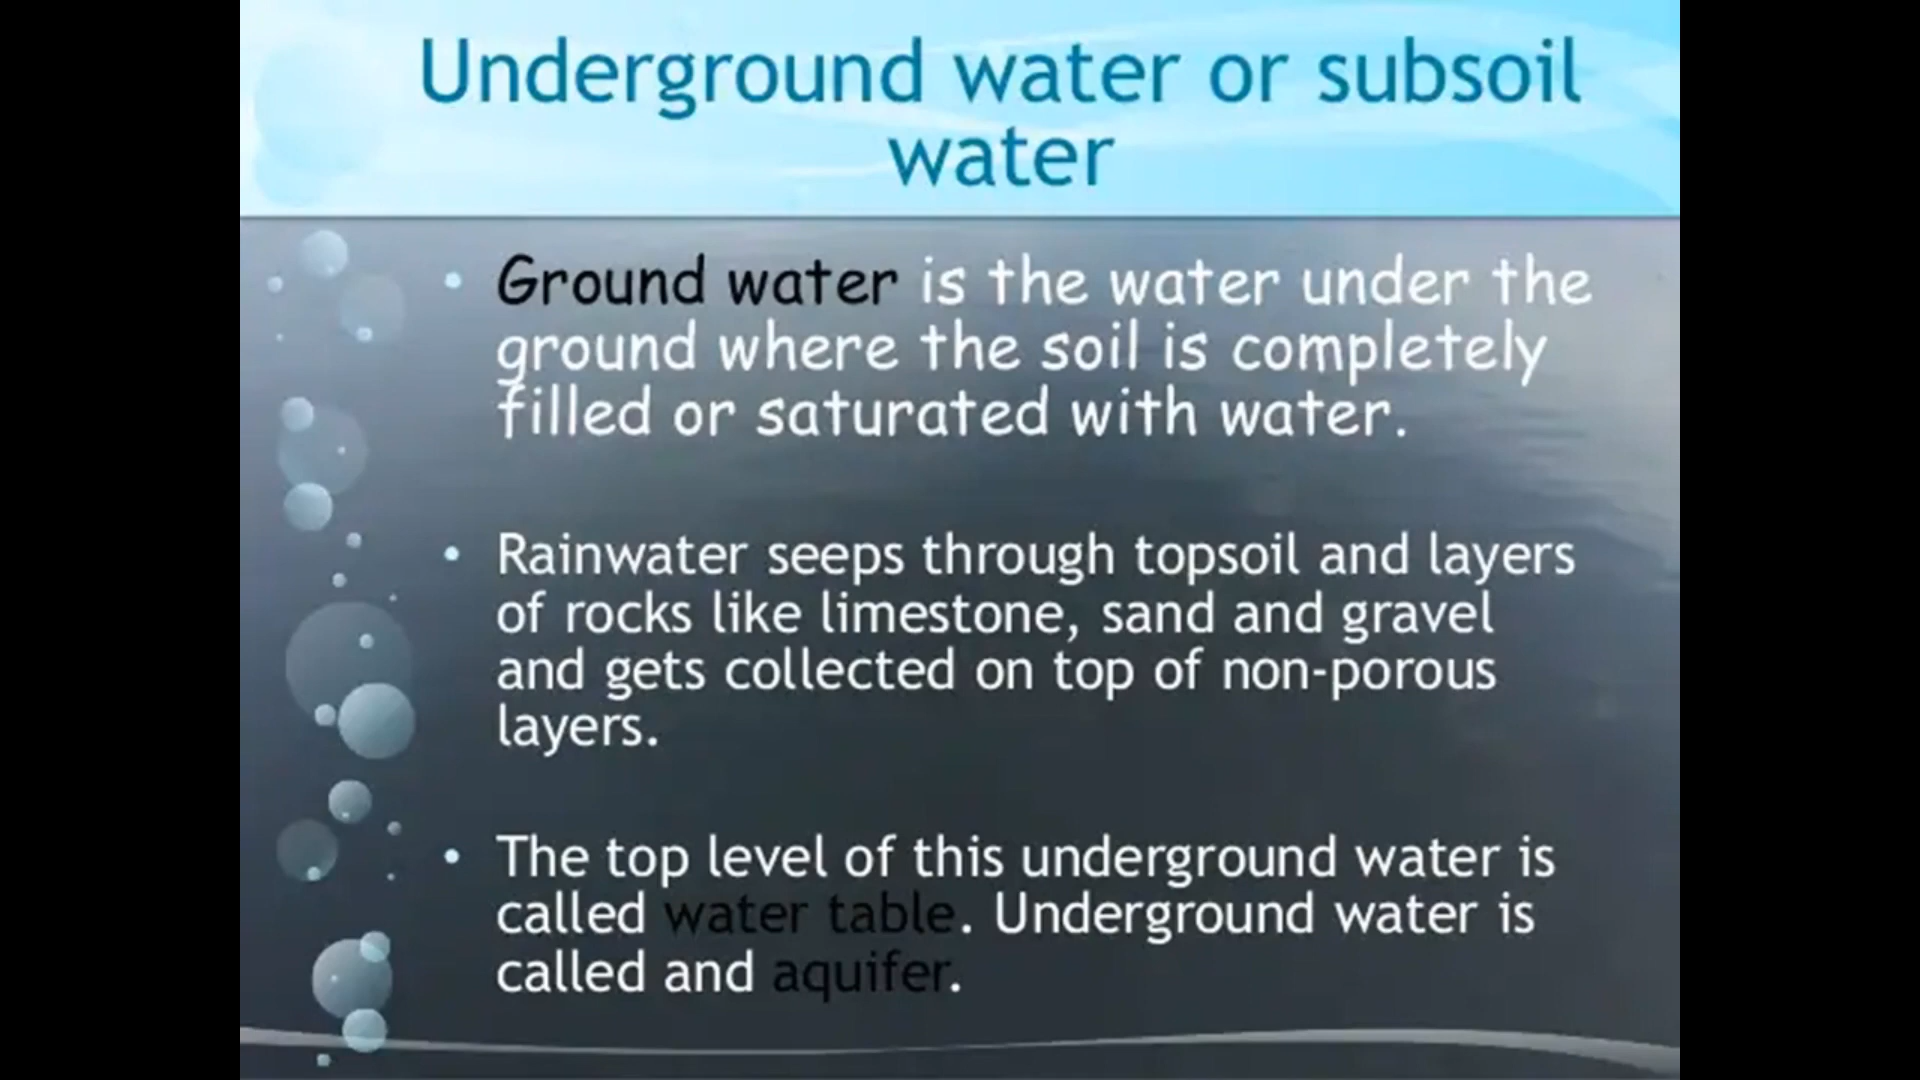 Underground water or subsoil
water
• Ground water is the water under the
ground where the soil is completely
filled or saturated with water.
• Rainwater seeps through topsoil and layers
of rocks like limestone, sand and gravel
and gets collected on top of non-porous
layers.
• The top level of this underground water is
called water table. Underground water is
called and aquifer.